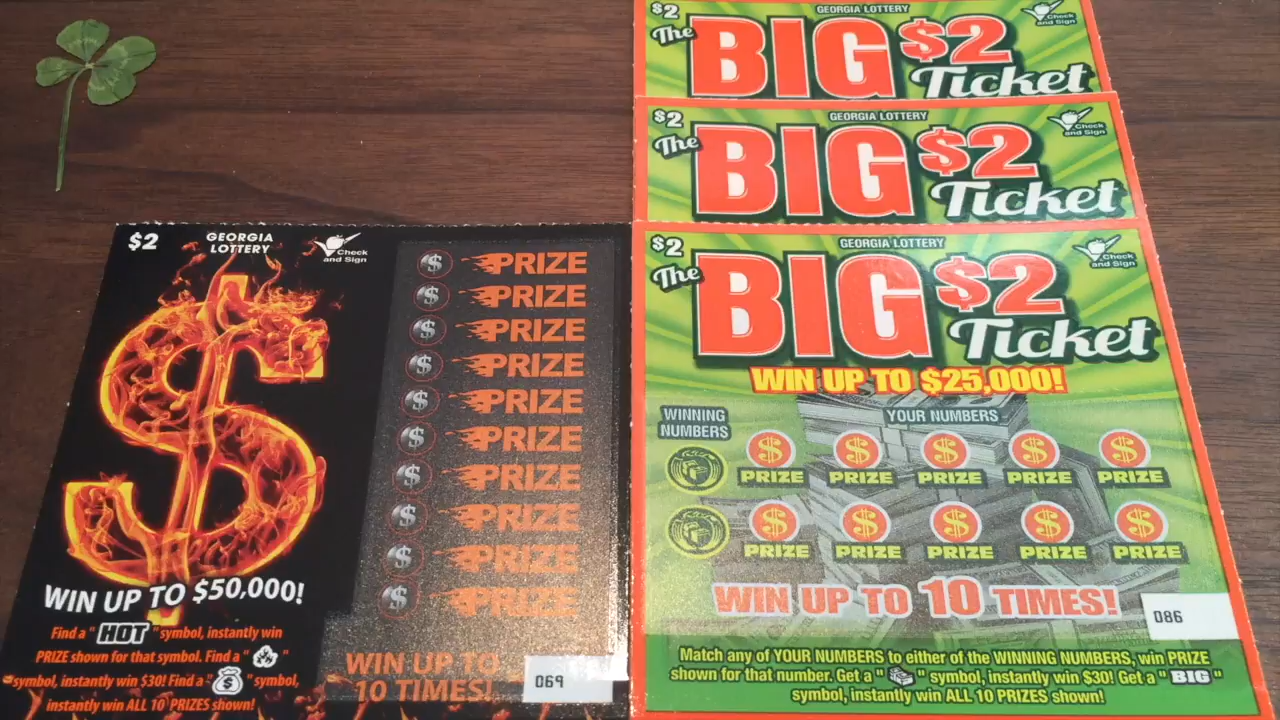 $2
GEORGIA LOTTERY
Check and Sign
The BIG $2 Ticket
$2
GEORGIA LOTTERY
Check and Sign
The BIG $2 Ticket
$2
GEORGIA
LOTTERY
Check
and Sign
PRIZE
PRIZE
PRIZE
PRIZE
PRIZE
PRIZE
PRIZE
PRIZE
PRIZE
PRIZE
WIN UP TO $50,000!
Find a "HOT" symbol, instantly win
PRIZE shown for that symbol. Find a " "
symbol, instantly win $30! Find a " " symbol,
instantly win ALL 10 PRIZES shown!
WIN UP TO
10 TIMES!
069
$2
GEORGIA LOTTERY
Check
and Sign
The BIG $2 Ticket
WIN UP TO $25,000!
WINNING
NUMBERS
YOUR NUMBERS
PRIZE PRIZE PRIZE PRIZE PRIZE
PRIZE PRIZE PRIZE PRIZE PRIZE
WIN UP TO 10 TIMES!
086
Match any of YOUR NUMBERS to either of the WINNING NUMBERS, win PRIZE
shown for that number. Get a " " symbol, instantly win $30! Get a "BIG"
symbol, instantly win ALL 10 PRIZES shown!